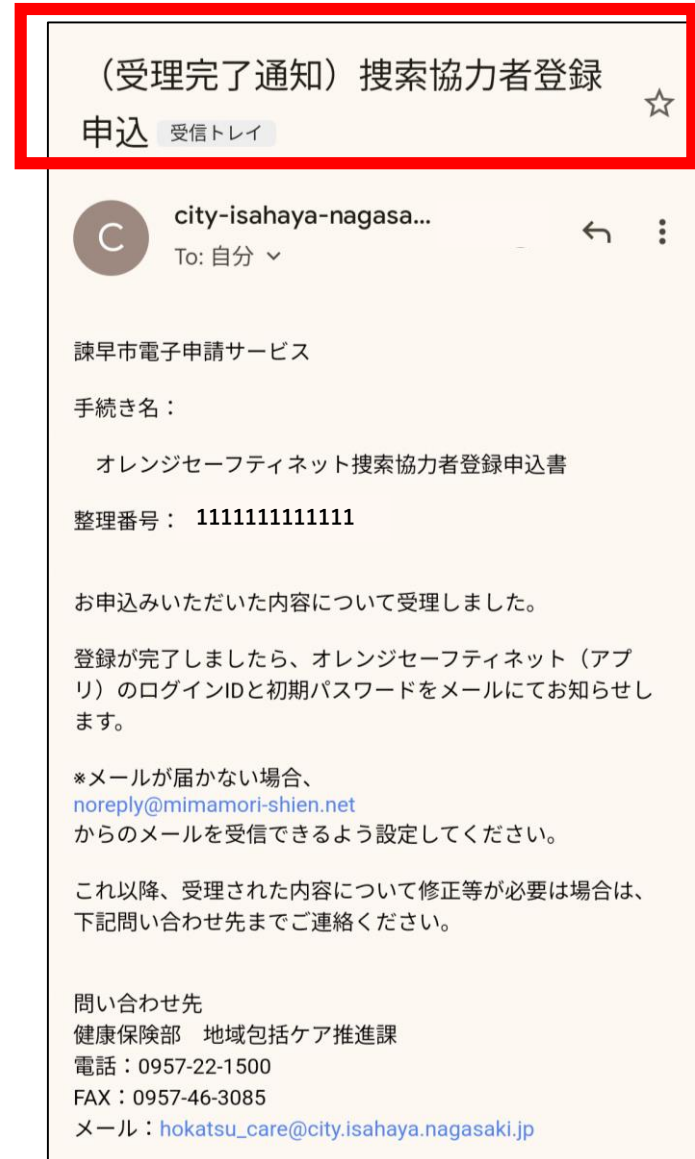 （受理完了通知）捜索協力者登録
申込 受信トレイ
C
city-isahaya-nagasa...
To: 自分
諫早市電子申請サービス
手続き名：
オレンジセーフティネット捜索協力者登録申込書
整理番号： 1111111111111
お申込みいただいた内容について受理しました。
登録が完了しましたら、オレンジセーフティネット（アプ
リ）のログインIDと初期パスワードをメールにてお知らせし
ます。
※メールが届かない場合、
noreply@mimamori-shien.net
からのメールを受信できるよう設定してください。
これ以降、受理された内容について修正等が必要は場合は、
下記問い合わせ先までご連絡ください。
問い合わせ先
健康保険部　地域包括ケア推進課
電話：0957-22-1500
FAX：0957-46-3085
メール：hokatsu_care@city.isahaya.nagasaki.jp